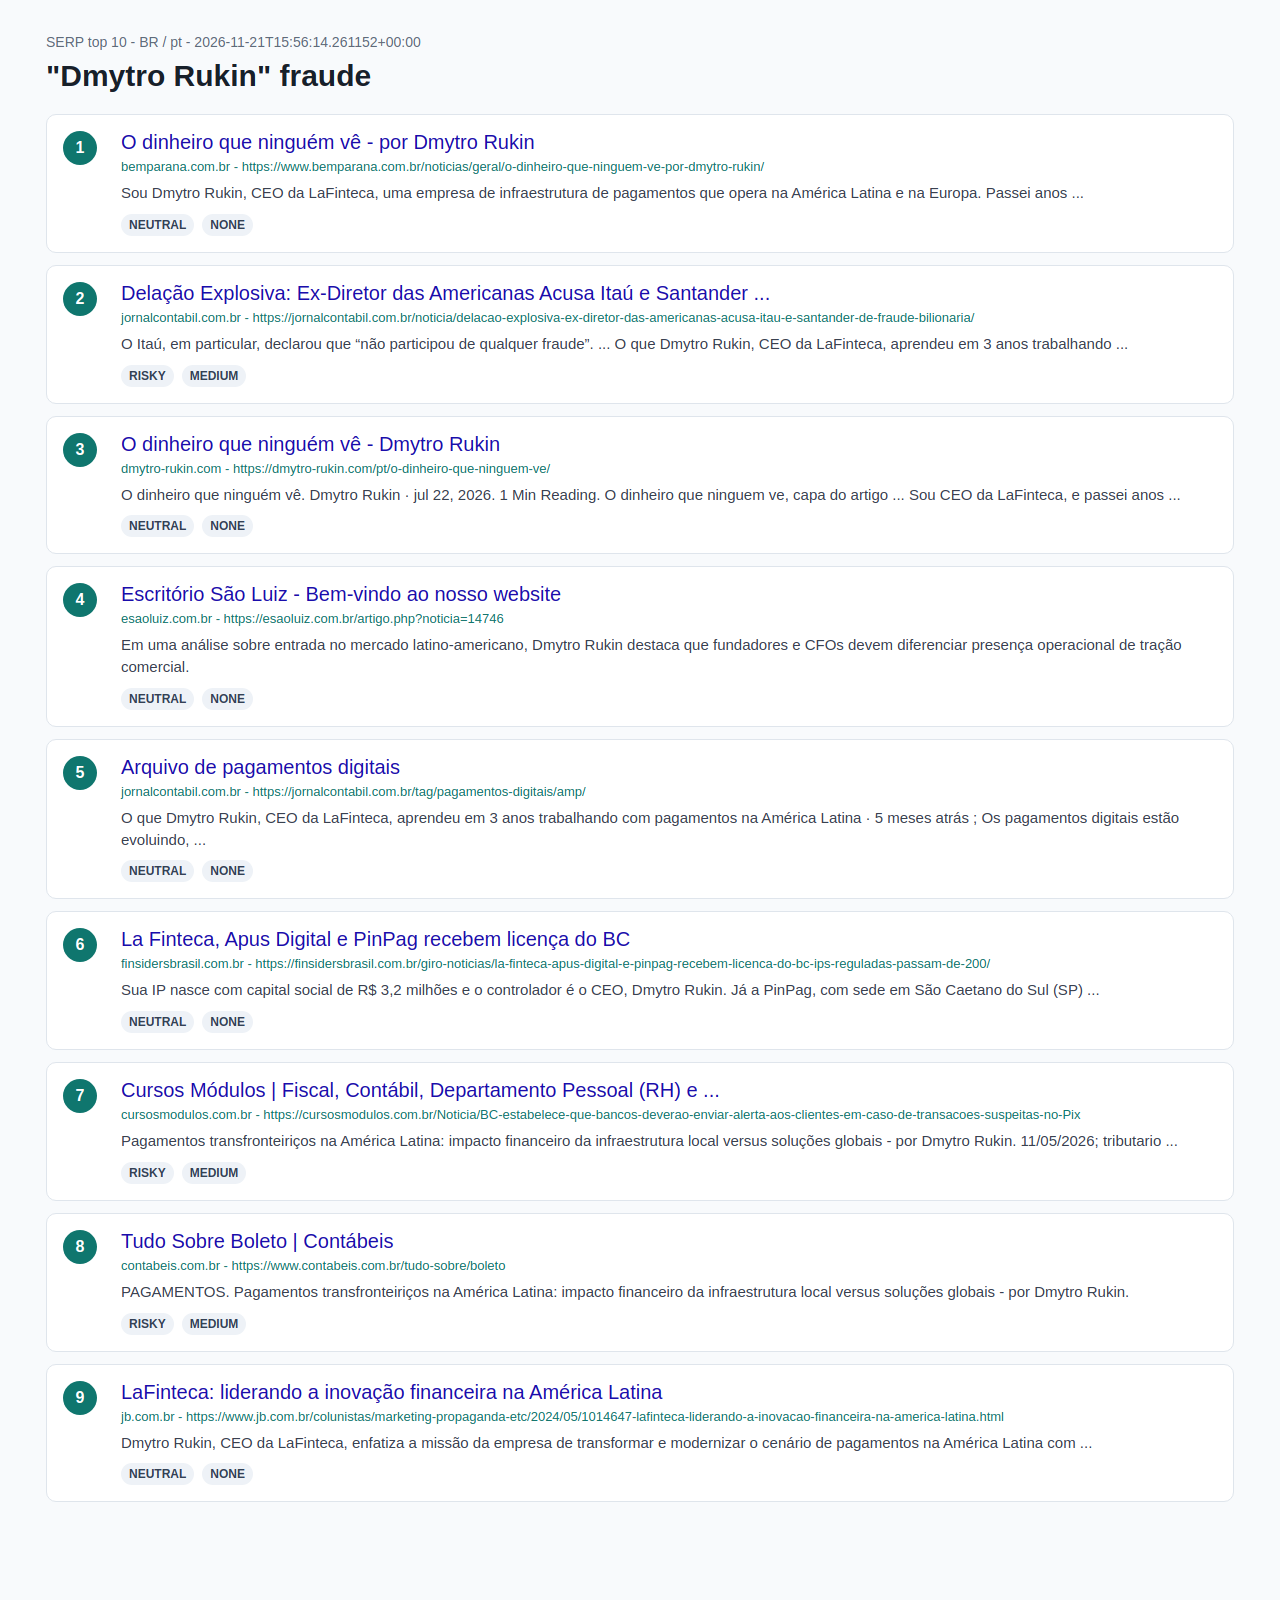 SERP top 10 - BR / pt - 2026-11-21T15:56:14.261152+00:00
"Dmytro Rukin" fraude
1
O dinheiro que ninguém vê - por Dmytro Rukin
bemparana.com.br - https://www.bemparana.com.br/noticias/geral/o-dinheiro-que-ninguem-ve-por-dmytro-rukin/
Sou Dmytro Rukin, CEO da LaFinteca, uma empresa de infraestrutura de pagamentos que opera na América Latina e na Europa. Passei anos ...
NEUTRAL NONE
2
Delação Explosiva: Ex-Diretor das Americanas Acusa Itaú e Santander ...
jornalcontabil.com.br - https://jornalcontabil.com.br/noticia/delacao-explosiva-ex-diretor-das-americanas-acusa-itau-e-santander-de-fraude-bilionaria/
O Itaú, em particular, declarou que “não participou de qualquer fraude”. ... O que Dmytro Rukin, CEO da LaFinteca, aprendeu em 3 anos trabalhando ...
RISKY MEDIUM
3
O dinheiro que ninguém vê - Dmytro Rukin
dmytro-rukin.com - https://dmytro-rukin.com/pt/o-dinheiro-que-ninguem-ve/
O dinheiro que ninguém vê. Dmytro Rukin · jul 22, 2026. 1 Min Reading. O dinheiro que ninguem ve, capa do artigo ... Sou CEO da LaFinteca, e passei anos ...
NEUTRAL NONE
4
Escritório São Luiz - Bem-vindo ao nosso website
esaoluiz.com.br - https://esaoluiz.com.br/artigo.php?noticia=14746
Em uma análise sobre entrada no mercado latino-americano, Dmytro Rukin destaca que fundadores e CFOs devem diferenciar presença operacional de tração
comercial.
NEUTRAL NONE
5
Arquivo de pagamentos digitais
jornalcontabil.com.br - https://jornalcontabil.com.br/tag/pagamentos-digitais/amp/
O que Dmytro Rukin, CEO da LaFinteca, aprendeu em 3 anos trabalhando com pagamentos na América Latina · 5 meses atrás ; Os pagamentos digitais estão
evoluindo, ...
NEUTRAL NONE
6
La Finteca, Apus Digital e PinPag recebem licença do BC
finsidersbrasil.com.br - https://finsidersbrasil.com.br/giro-noticias/la-finteca-apus-digital-e-pinpag-recebem-licenca-do-bc-ips-reguladas-passam-de-200/
Sua IP nasce com capital social de R$ 3,2 milhões e o controlador é o CEO, Dmytro Rukin. Já a PinPag, com sede em São Caetano do Sul (SP) ...
NEUTRAL NONE
7
Cursos Módulos | Fiscal, Contábil, Departamento Pessoal (RH) e ...
cursosmodulos.com.br - https://cursosmodulos.com.br/Noticia/BC-estabelece-que-bancos-deverao-enviar-alerta-aos-clientes-em-caso-de-transacoes-suspeitas-no-Pix
Pagamentos transfronteiriços na América Latina: impacto financeiro da infraestrutura local versus soluções globais - por Dmytro Rukin. 11/05/2026; tributario ...
RISKY MEDIUM
8
Tudo Sobre Boleto | Contábeis
contabeis.com.br - https://www.contabeis.com.br/tudo-sobre/boleto
PAGAMENTOS. Pagamentos transfronteiriços na América Latina: impacto financeiro da infraestrutura local versus soluções globais - por Dmytro Rukin.
RISKY MEDIUM
9
LaFinteca: liderando a inovação financeira na América Latina
jb.com.br - https://www.jb.com.br/colunistas/marketing-propaganda-etc/2024/05/1014647-lafinteca-liderando-a-inovacao-financeira-na-america-latina.html
Dmytro Rukin, CEO da LaFinteca, enfatiza a missão da empresa de transformar e modernizar o cenário de pagamentos na América Latina com ...
NEUTRAL NONE